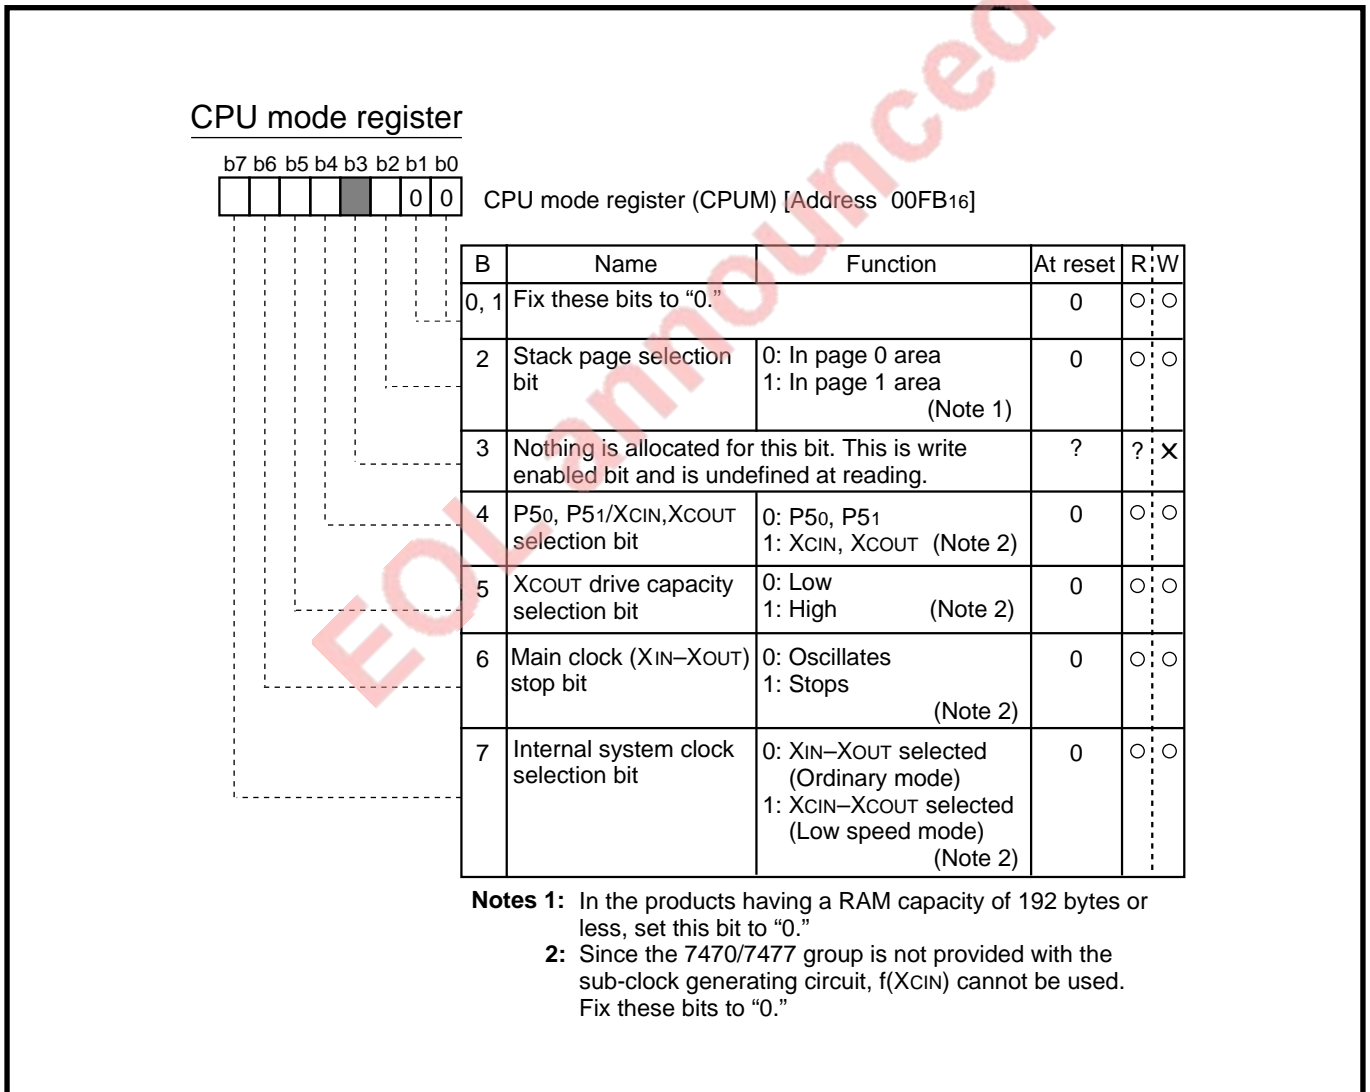 CPU mode register
b7 b6 b5 b4 b3 b2 b1 b0
0 0
CPU mode register (CPUM) [Address 00FB16]
B Name Function At reset R W
0, 1 Fix these bits to “0.” 0 ○ ○
2 Stack page selection 0: In page 0 area 0 ○ ○
bit 1: In page 1 area
(Note 1)
3 Nothing is allocated for this bit. This is write ? ? ×
enabled bit and is undefined at reading.
4 P50, P51/XCIN,XCOUT 0: P50, P51 0 ○ ○
selection bit 1: XCIN, XCOUT (Note 2)
5 XCOUT drive capacity 0: Low 0 ○ ○
selection bit 1: High (Note 2)
6 Main clock (XIN–XOUT) 0: Oscillates 0 ○ ○
stop bit 1: Stops
(Note 2)
7 Internal system clock 0: XIN–XOUT selected 0 ○ ○
selection bit (Ordinary mode)
1: XCIN–XCOUT selected
(Low speed mode)
(Note 2)
Notes 1: In the products having a RAM capacity of 192 bytes or
less, set this bit to “0.”
2: Since the 7470/7477 group is not provided with the
sub-clock generating circuit, f(XCIN) cannot be used.
Fix these bits to “0.”
EOL announced